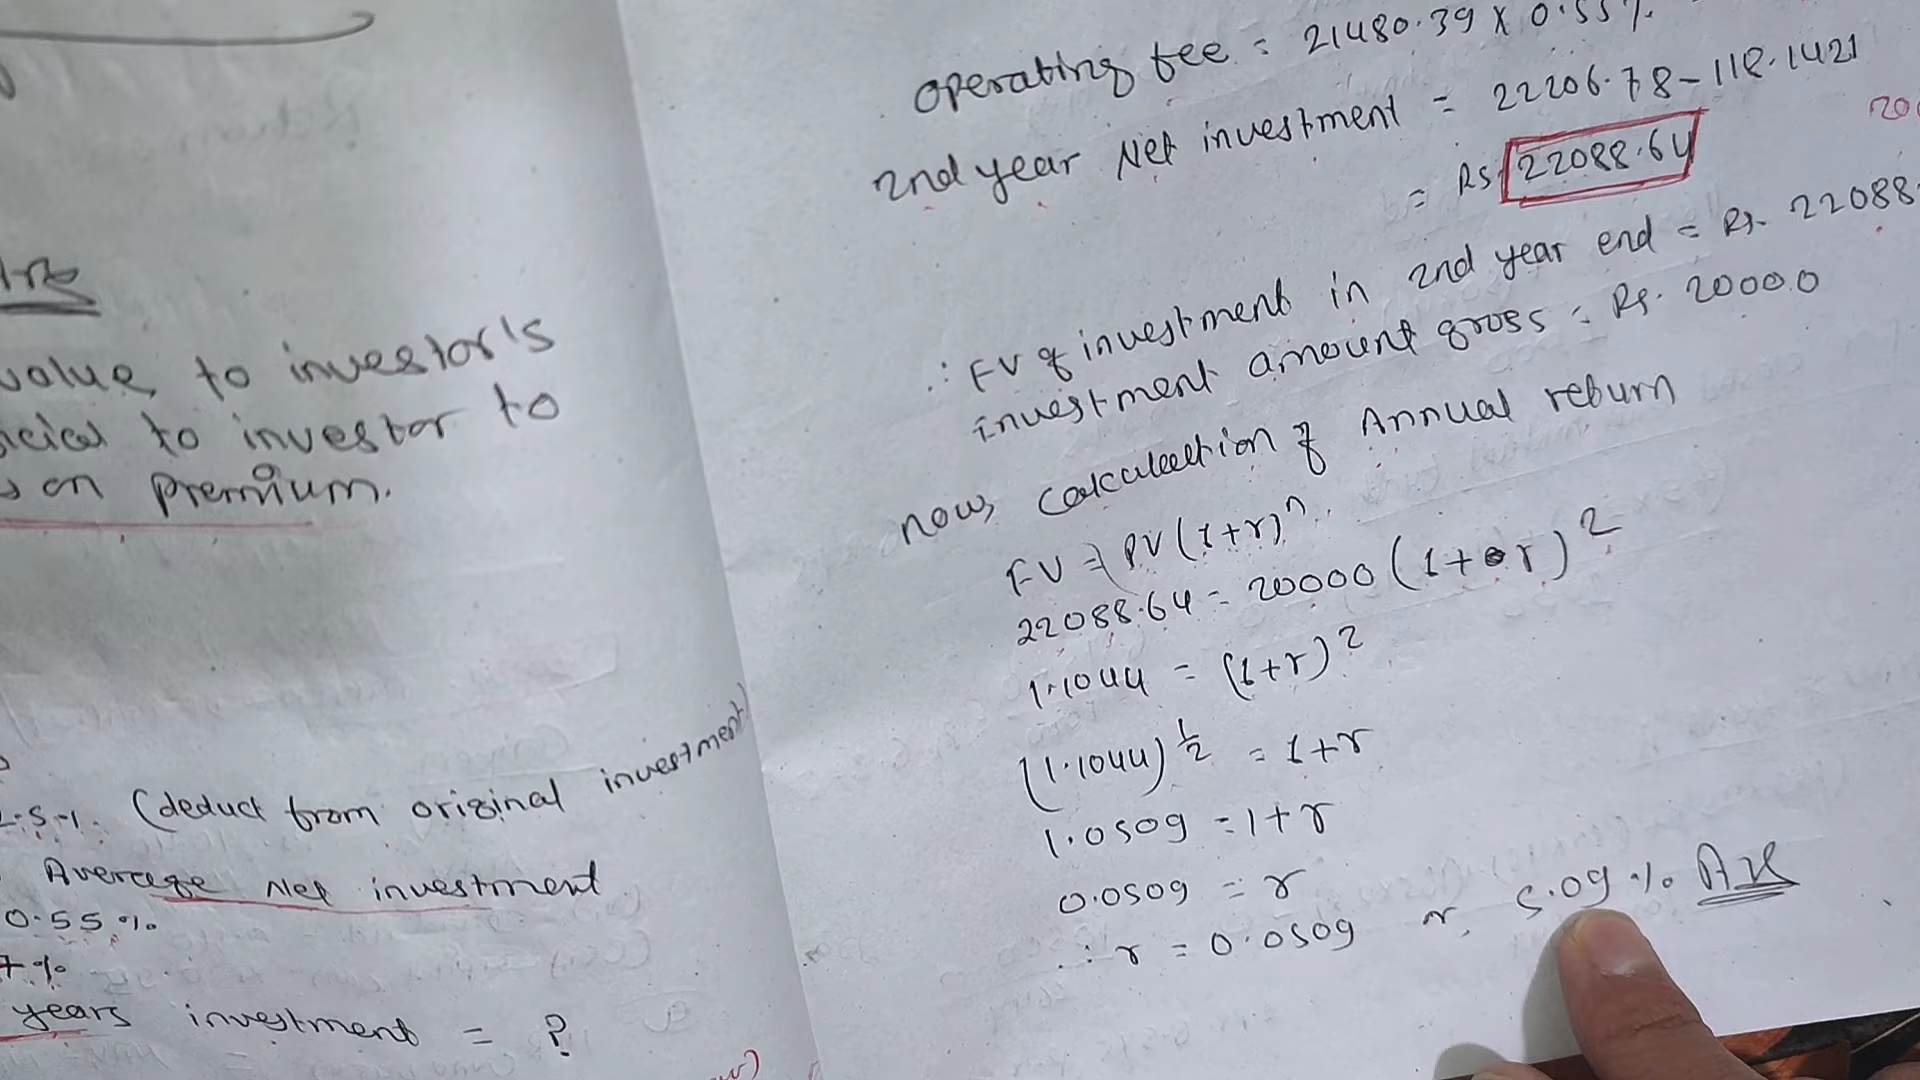 value to investor's
to investor to
on premium.
(deduct from original investment)
Average Net investment
0.55%
7%
years investment = ?
operating fee = 21480.39 x 0.55%
2nd year Net investment = 22206.78-118.1421
= Rs. 22088.64
∴ FV of investment in 2nd year end = Rs. 22088
investment amount gross = Rs. 20000
now, calculation of Annual return
FV = PV(1+r)ⁿ
22088.64 = 20000 (1+r)²
1.1044 = (1+r)²
(1.1044)½ = 1+r
1.0509 = 1+r
0.0509 = r
∴ r = 0.0509 or, 5.09% Ans